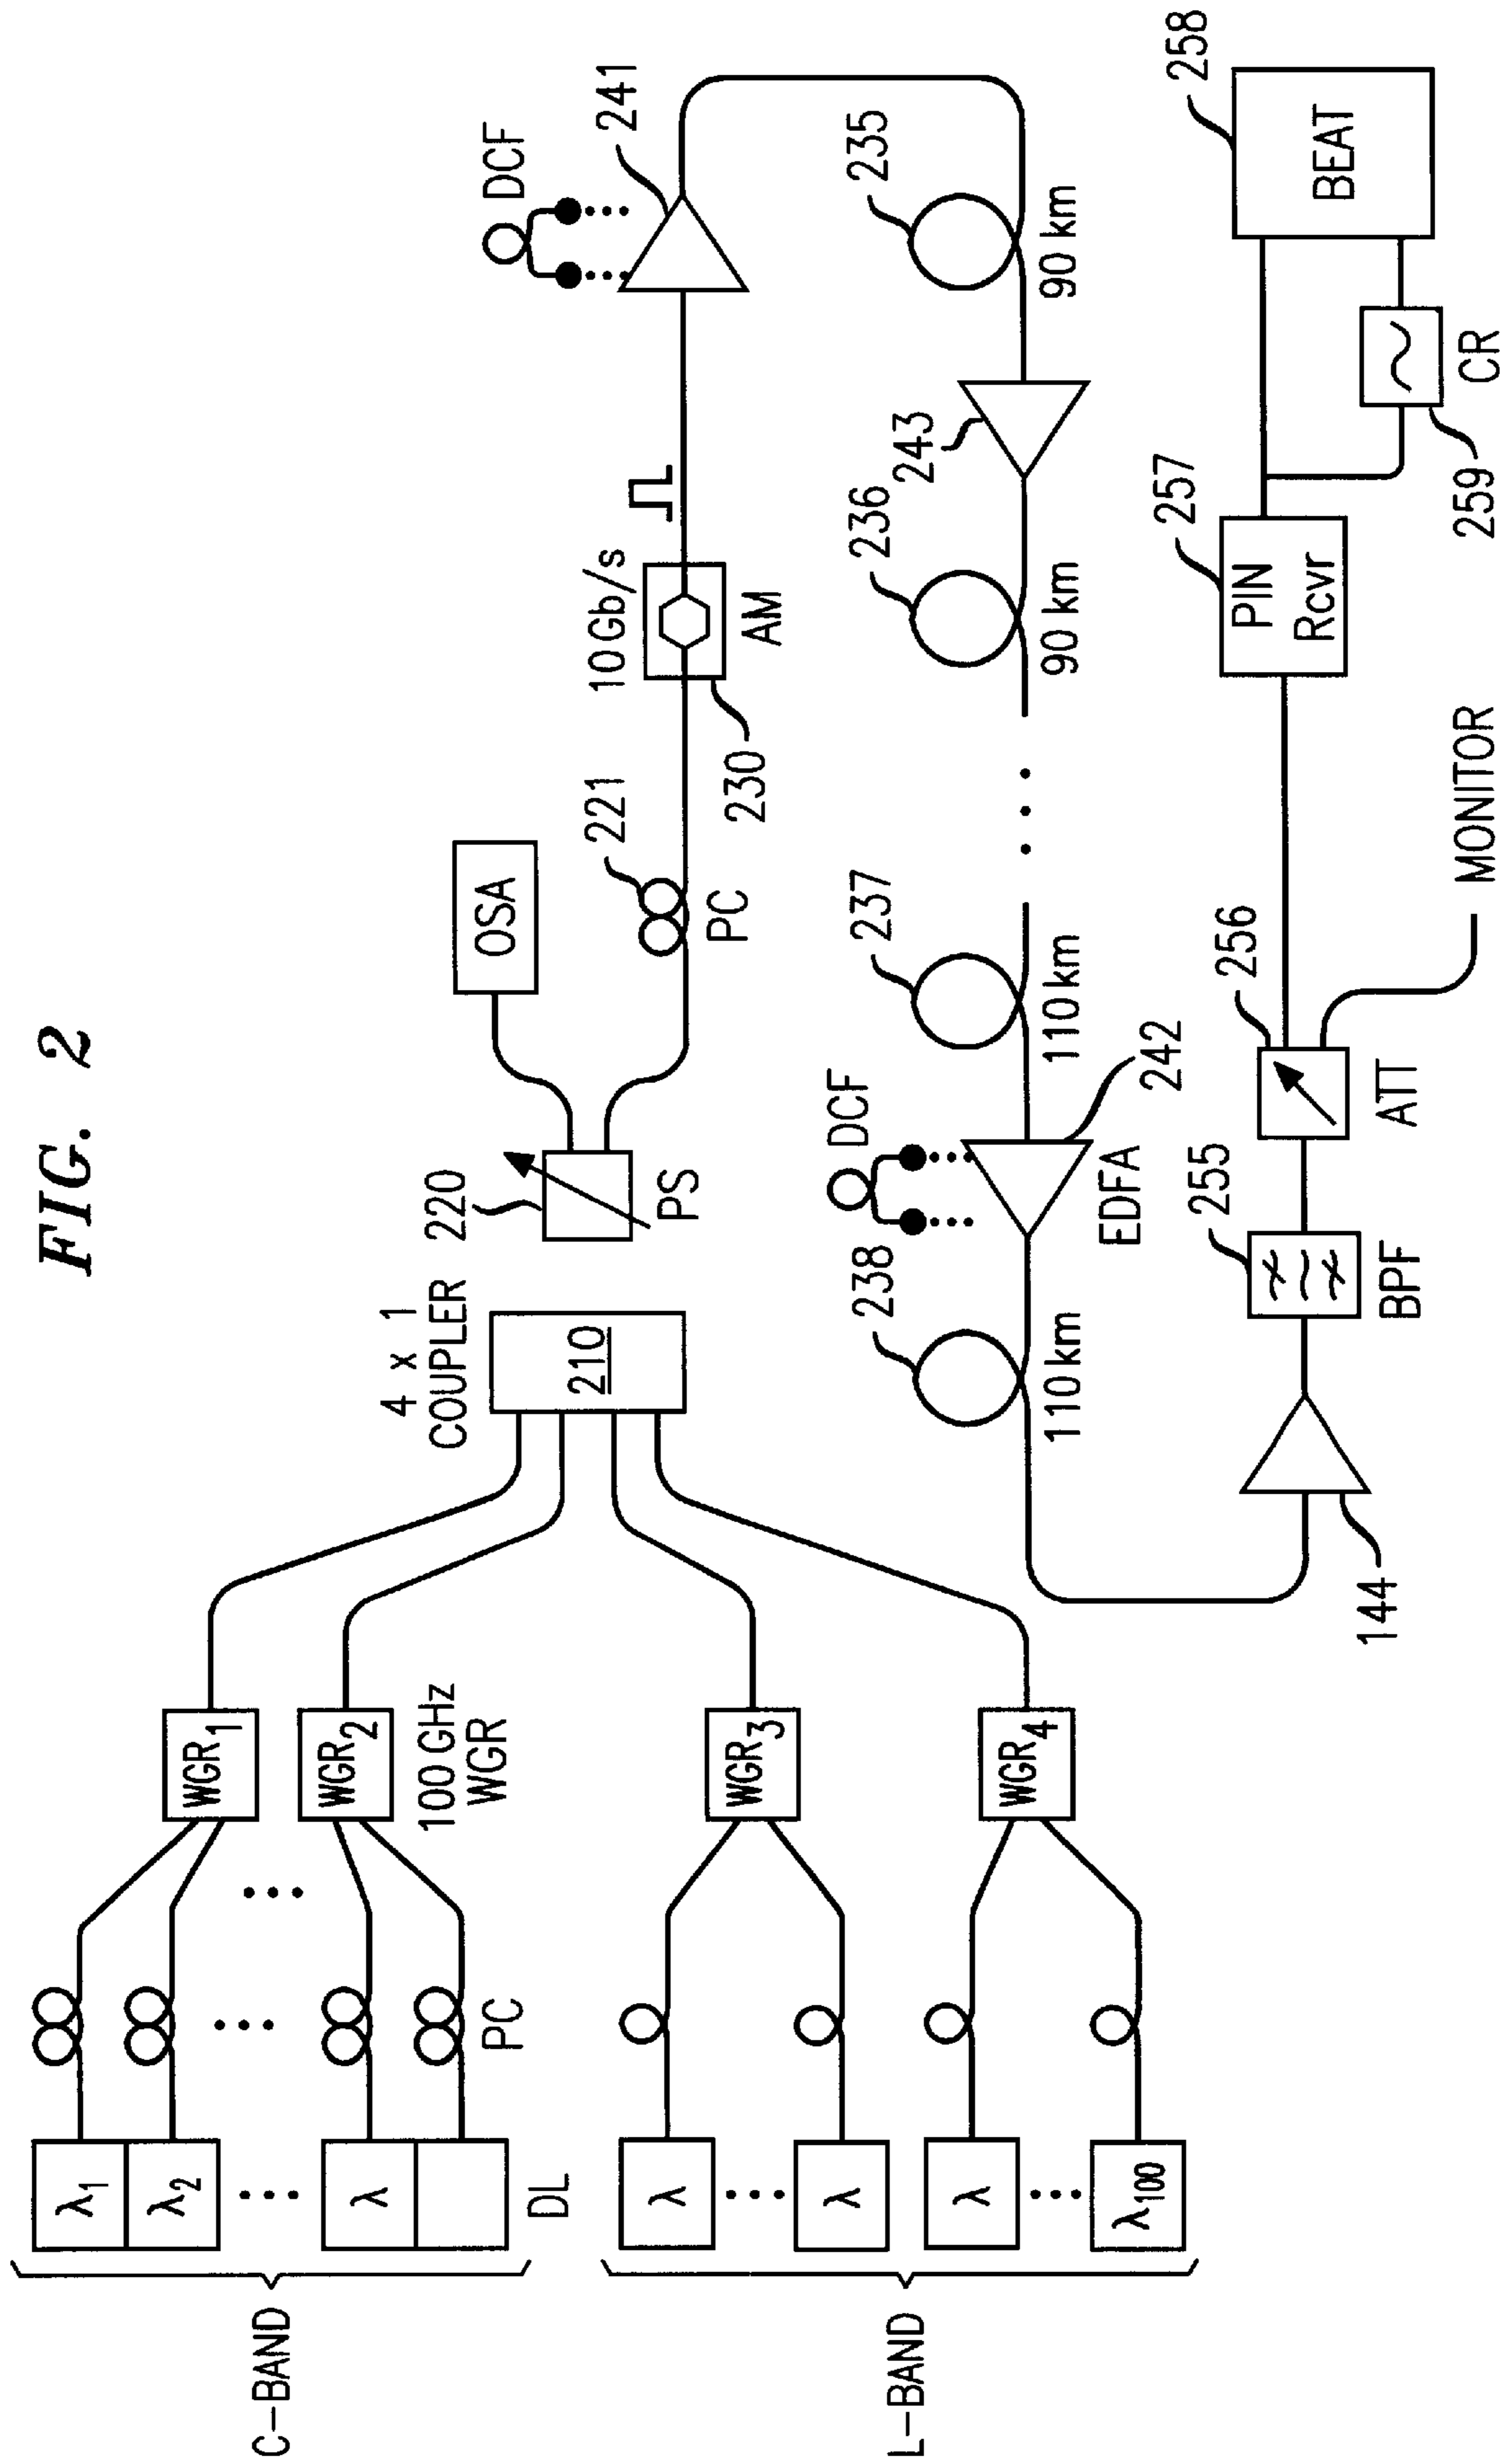 FIG. 2
C-BAND
λ1
λ2
λ
DL
PC
WGR1
WGR2
100 GHz
WGR
L-BAND
λ
λ
λ
λ100
WGR3
WGR4
4 x 1
COUPLER
210
220
PS
OSA
221
PC
10 Gb/s
AM
230
DCF
241
235
90 km
243
236
90 km
237
110 km
DCF
242
EDFA
238
110 km
144
255
BPF
256
ATT
MONITOR
257
PIN
Rcvr
258
BEAT
259
CR